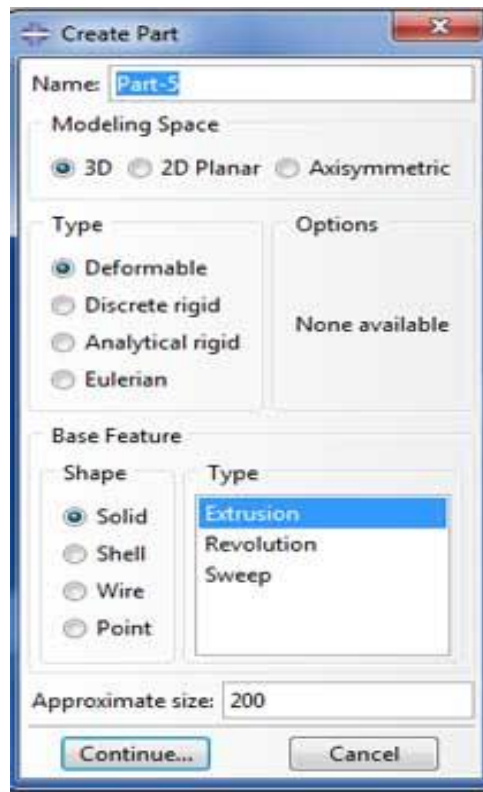 Create Part
Name: Part-5
Modeling Space
3D 2D Planar Axisymmetric
Type
Deformable
Discrete rigid
Analytical rigid
Eulerian
Options
None available
Base Feature
Shape
Solid
Shell
Wire
Point
Type
Extrusion
Revolution
Sweep
Approximate size: 200
Continue... Cancel